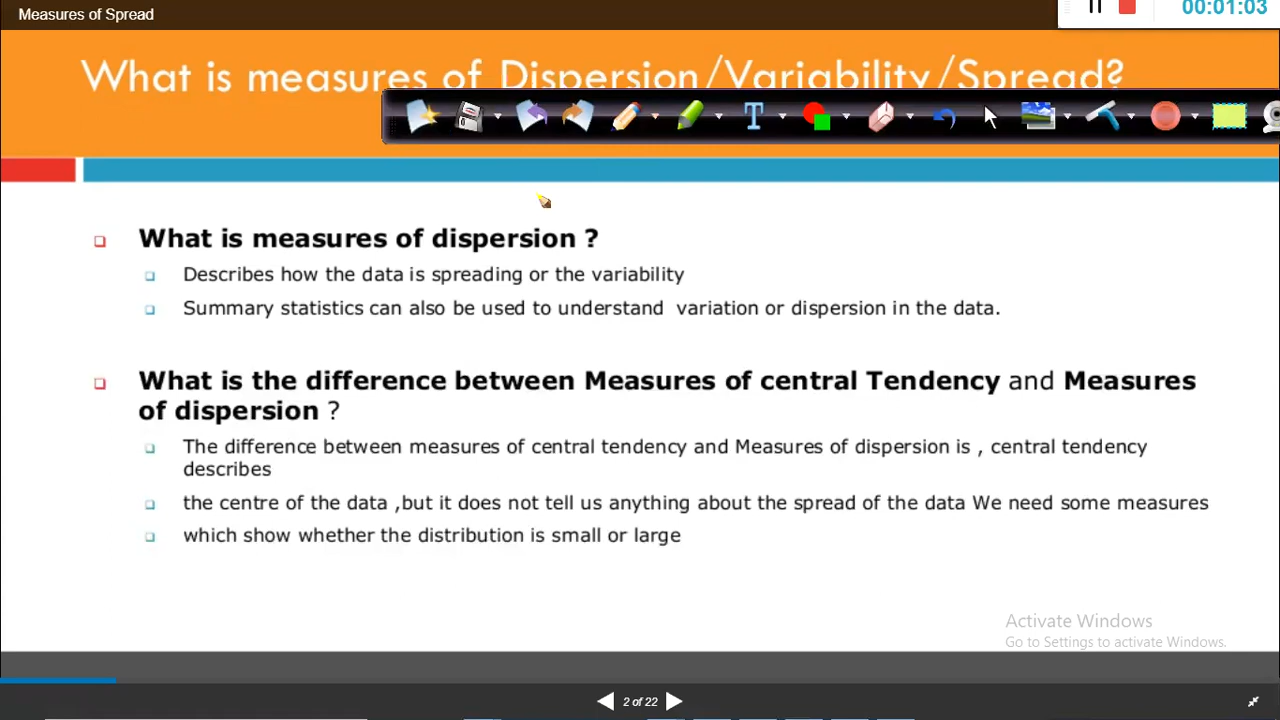 Measures of Spread
00:01:03
What is measures of Dispersion/Variability/Spread?
What is measures of dispersion ?
Describes how the data is spreading or the variability
Summary statistics can also be used to understand variation or dispersion in the data.
What is the difference between Measures of central Tendency and Measures
of dispersion ?
The difference between measures of central tendency and Measures of dispersion is , central tendency
describes
the centre of the data ,but it does not tell us anything about the spread of the data We need some measures
which show whether the distribution is small or large
Activate Windows
Go to Settings to activate Windows.
2 of 22